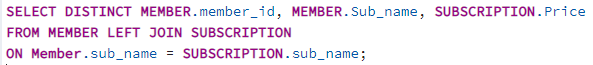 SELECT DISTINCT MEMBER.member_id, MEMBER.Sub_name, SUBSCRIPTION.Price
FROM MEMBER LEFT JOIN SUBSCRIPTION
ON Member.sub_name = SUBSCRIPTION.sub_name;